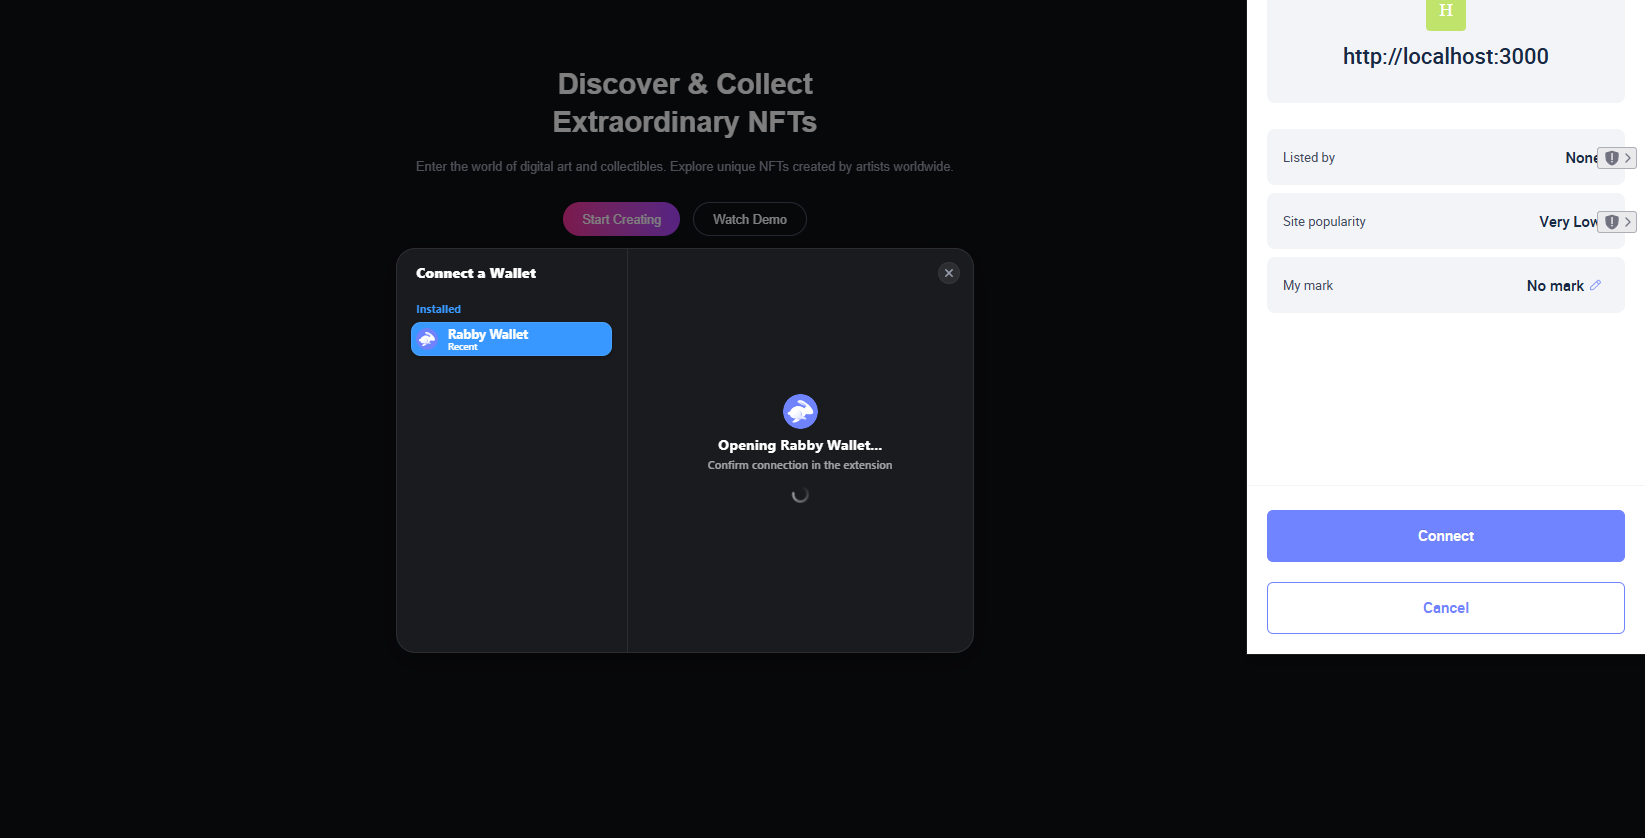 Discover & Collect
Extraordinary NFTs
Enter the world of digital art and collectibles. Explore unique NFTs created by artists worldwide.
Start Creating
Watch Demo
Connect a Wallet
Installed
Rabby Wallet
Recent
Opening Rabby Wallet...
Confirm connection in the extension
H
http://localhost:3000
Listed by
None
Site popularity
Very Low
My mark
No mark
Connect
Cancel